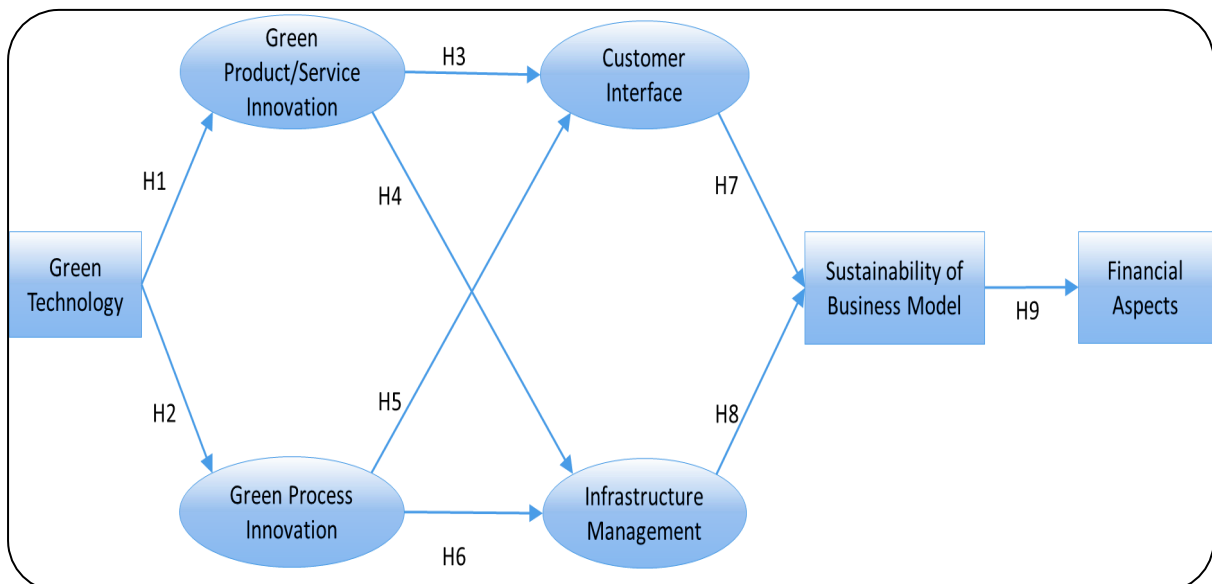 Green
Product/Service
Innovation
H3
Customer
Interface
H1
H4
H7
Green
Technology
Sustainability of
Business Model
H9
Financial
Aspects
H2
H5
H8
Green Process
Innovation
H6
Infrastructure
Management